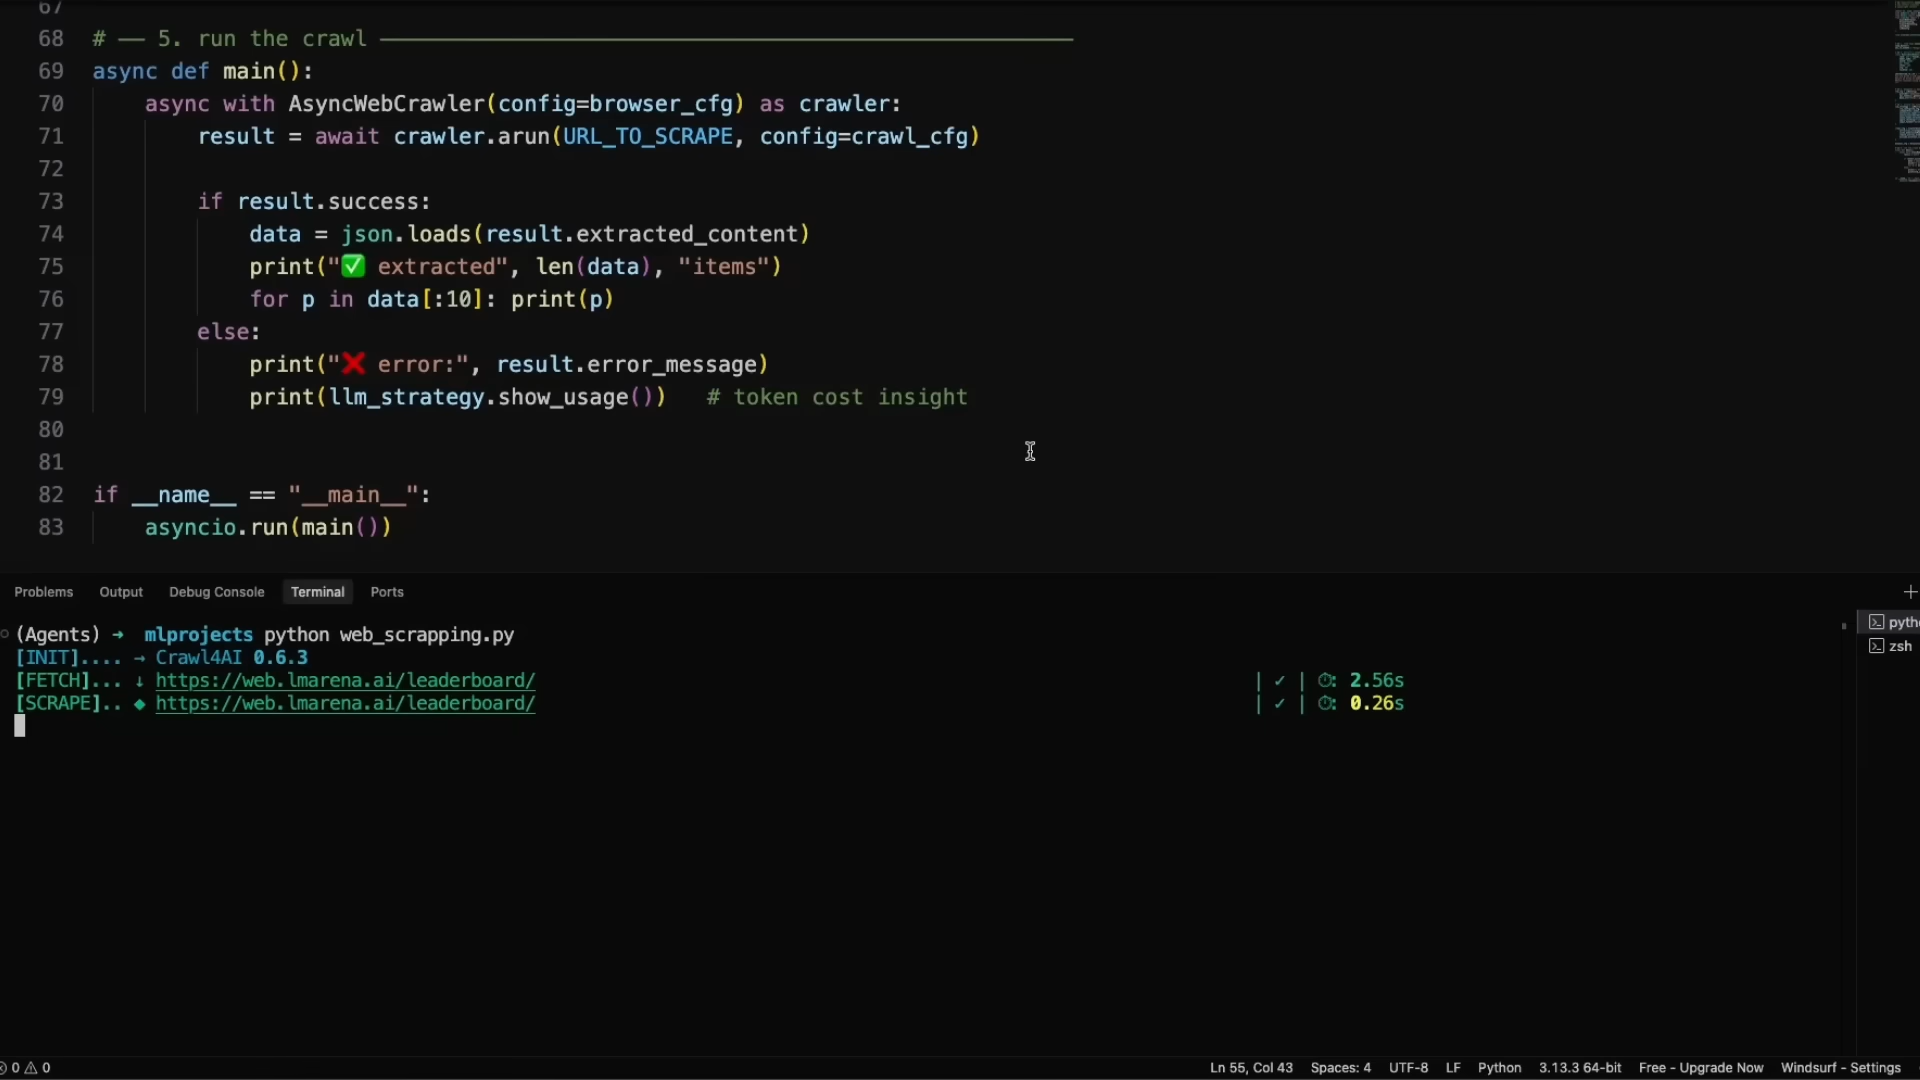 67
68 # —— 5. run the crawl ——————————————————————————
69 async def main():
70     async with AsyncWebCrawler(config=browser_cfg) as crawler:
71         result = await crawler.arun(URL_TO_SCRAPE, config=crawl_cfg)
72
73         if result.success:
74             data = json.loads(result.extracted_content)
75             print("✅ extracted", len(data), "items")
76             for p in data[:10]: print(p)
77         else:
78             print("❌ error:", result.error_message)
79             print(llm_strategy.show_usage())   # token cost insight
80
81
82 if __name__ == "__main__":
83     asyncio.run(main())
Problems Output Debug Console Terminal Ports
(Agents) → mlprojects python web_scrapping.py
[INIT].... → Crawl4AI 0.6.3
[FETCH]... ↓ https://web.lmarena.ai/leaderboard/ | ✓ | ⏱: 2.56s
[SCRAPE].. ◆ https://web.lmarena.ai/leaderboard/ | ✓ | ⏱: 0.26s
pyth
zsh
0 ⚠ 0 Ln 55, Col 43 Spaces: 4 UTF-8 LF Python 3.13.3 64-bit Free - Upgrade Now Windsurf - Settings